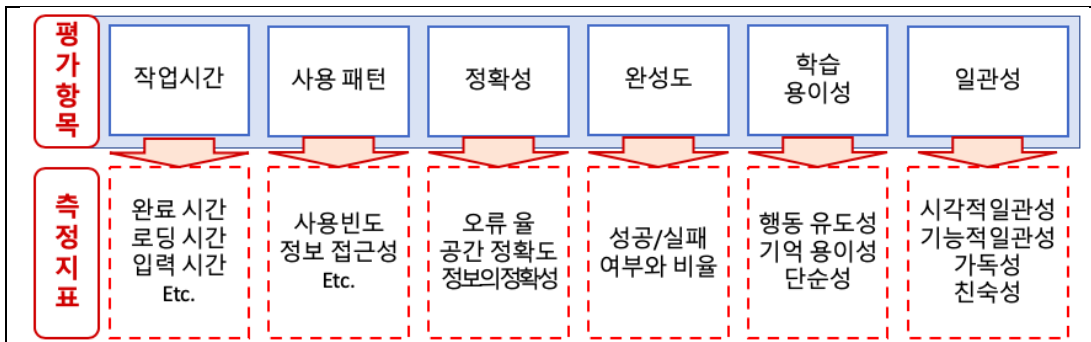 평가항목
작업시간
사용 패턴
정확성
완성도
학습
용이성
일관성
측정지표
완료 시간
로딩 시간
입력 시간
Etc.
사용빈도
정보 접근성
Etc.
오류 율
공간 정확도
정보의정확성
성공/실패
여부와 비율
행동 유도성
기억 용이성
단순성
시각적일관성
기능적일관성
가독성
친숙성